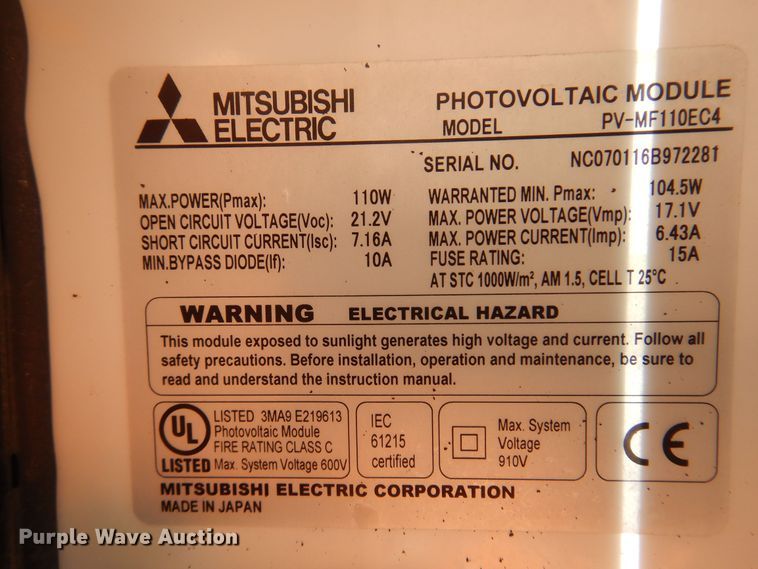 MITSUBISHI
ELECTRIC
PHOTOVOLTAIC MODULE
MODEL PV-MF110EC4
SERIAL NO. NC070116B972281
MAX.POWER(Pmax): 110W
OPEN CIRCUIT VOLTAGE(Voc): 21.2V
SHORT CIRCUIT CURRENT(Isc): 7.16A
MIN.BYPASS DIODE(If): 10A
WARRANTED MIN. Pmax: 104.5W
MAX. POWER VOLTAGE(Vmp): 17.1V
MAX. POWER CURRENT(Imp): 6.43A
FUSE RATING: 15A
AT STC 1000W/m², AM 1.5, CELL T 25°C
WARNING ELECTRICAL HAZARD
This module exposed to sunlight generates high voltage and current. Follow all
safety precautions. Before installation, operation and maintenance, be sure to
read and understand the instruction manual.
UL
LISTED
LISTED 3MA9 E219613
Photovoltaic Module
FIRE RATING CLASS C
Max. System Voltage 600V
IEC
61215
certified
Max. System
Voltage
910V
CE
MITSUBISHI ELECTRIC CORPORATION
MADE IN JAPAN
Purple Wave Auction